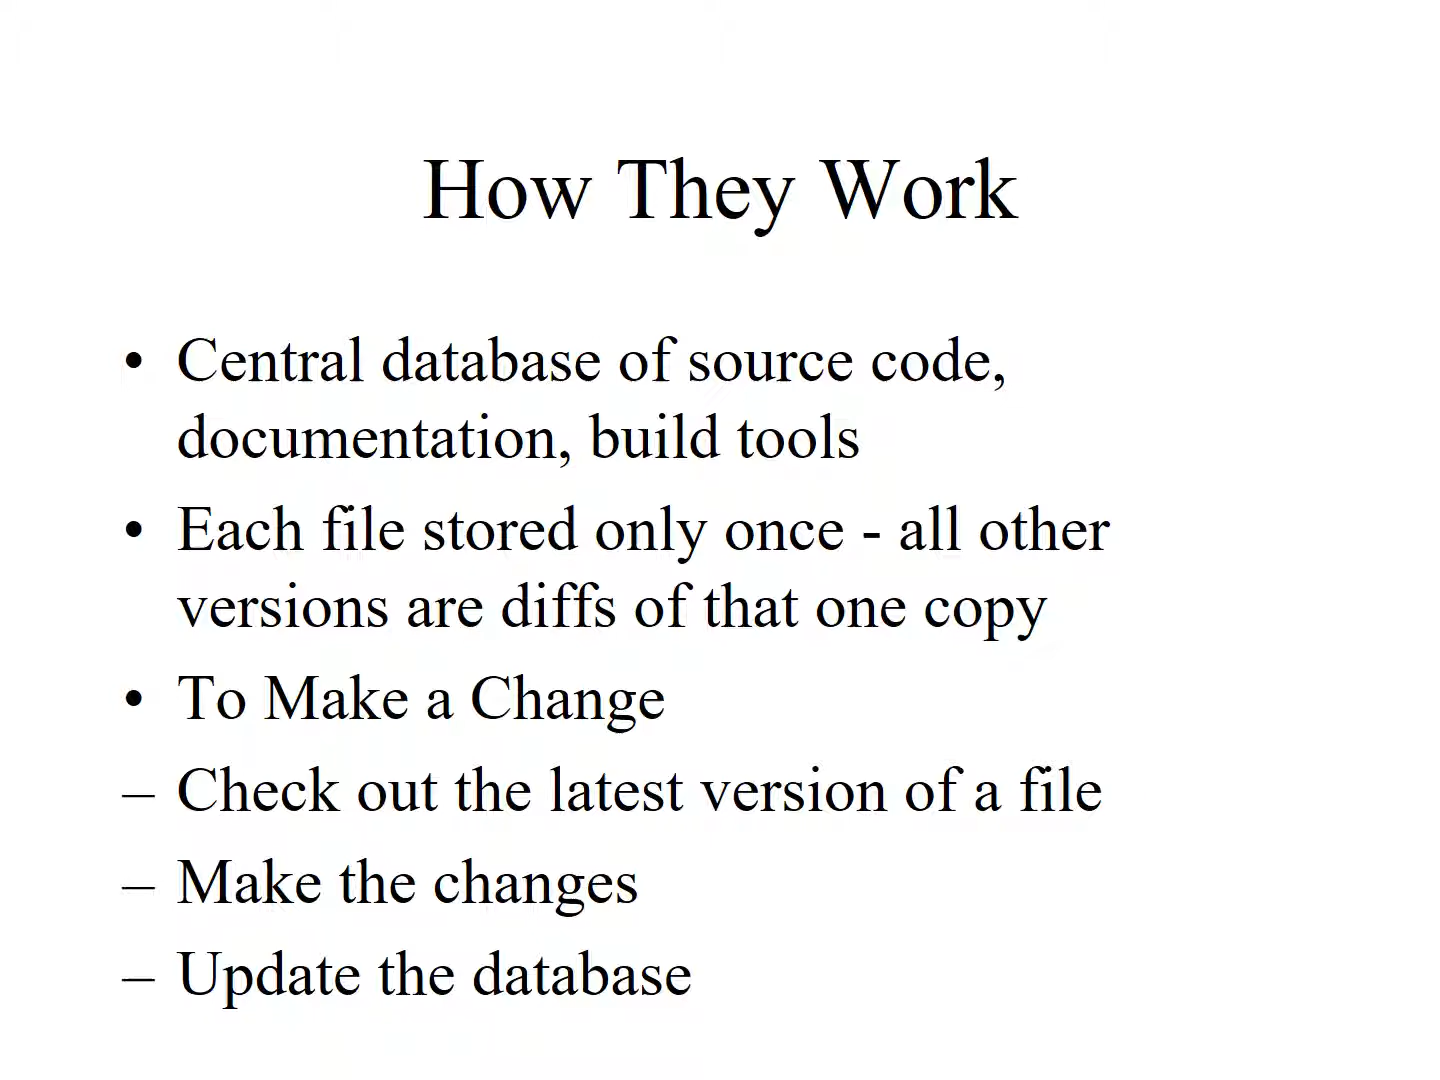 How They Work
• Central database of source code,
documentation, build tools
• Each file stored only once - all other
versions are diffs of that one copy
• To Make a Change
– Check out the latest version of a file
– Make the changes
– Update the database